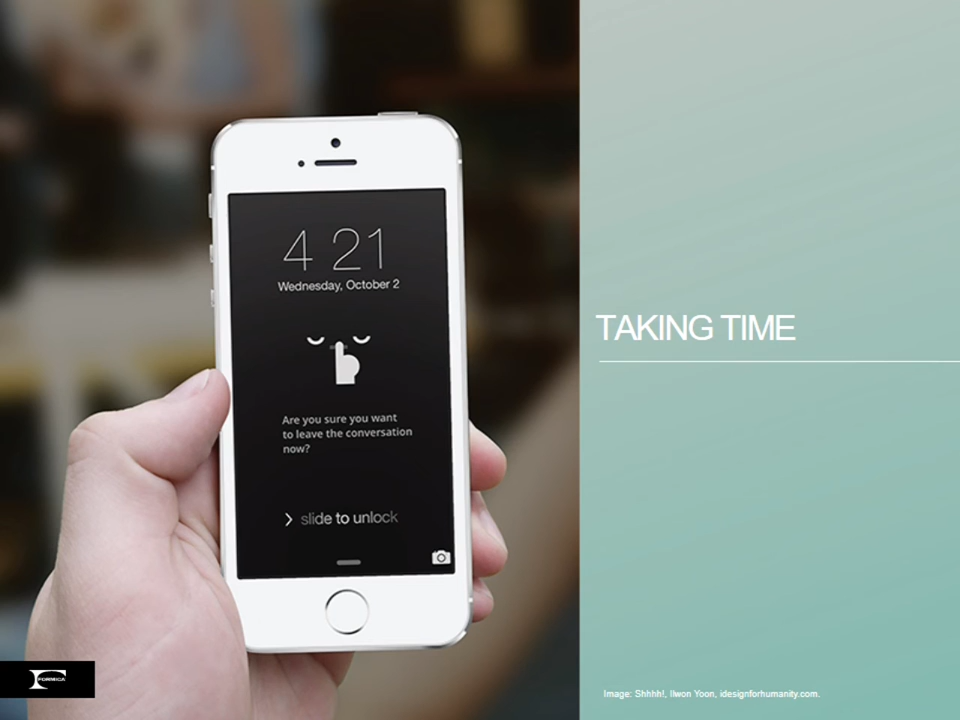 4 21
Wednesday, October 2
Are you sure you want
to leave the conversation
now?
slide to unlock
TAKING TIME
FORMICA
Image: Shhhh!, Ilwon Yoon, idesignforhumanity.com.